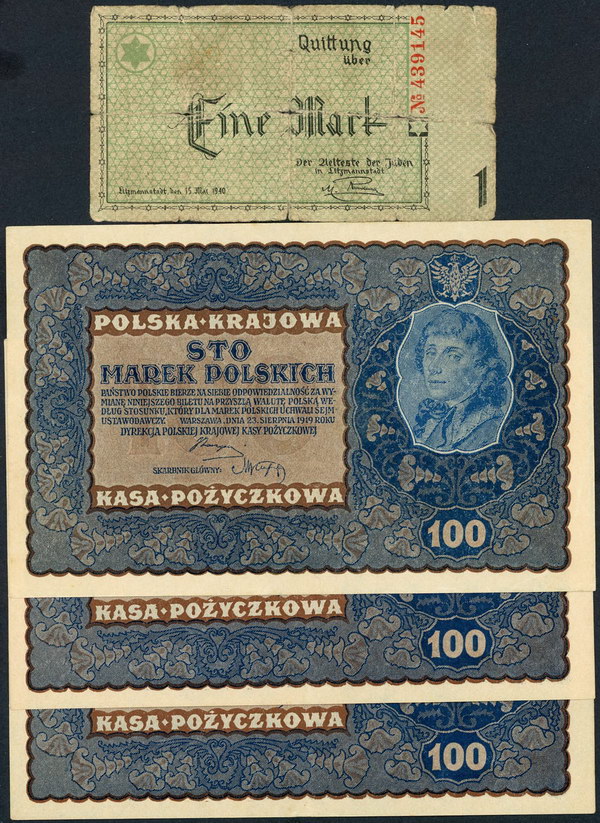 Quittung
über
№ 439145
Eine Mark
Der Aelteste der Juden
in Litzmannstadt
Litzmannstadt, den 15. Mai 1940
1
POLSKA KRAJOWA
STO
MAREK POLSKICH
PAŃSTWO POLSKIE BIERZE NA SIEBIE ODPOWIEDZIALNOŚĆ ZA WY-
MIANĘ NINIEJSZEGO BILETU NA PRZYSZŁĄ WALUTĘ POLSKĄ WE-
DŁUG STOSUNKU, KTÓRY DLA MAREK POLSKICH UCHWALI SEJM
USTAWODAWCZY. WARSZAWA, DNIA 23. SIERPNIA 1919 ROKU
DYREKCJA POLSKIEJ KRAJOWEJ KASY POŻYCZKOWEJ
SKARBNIK GŁÓWNY:
KASA POŻYCZKOWA
100
KASA POŻYCZKOWA
100
KASA POŻYCZKOWA
100